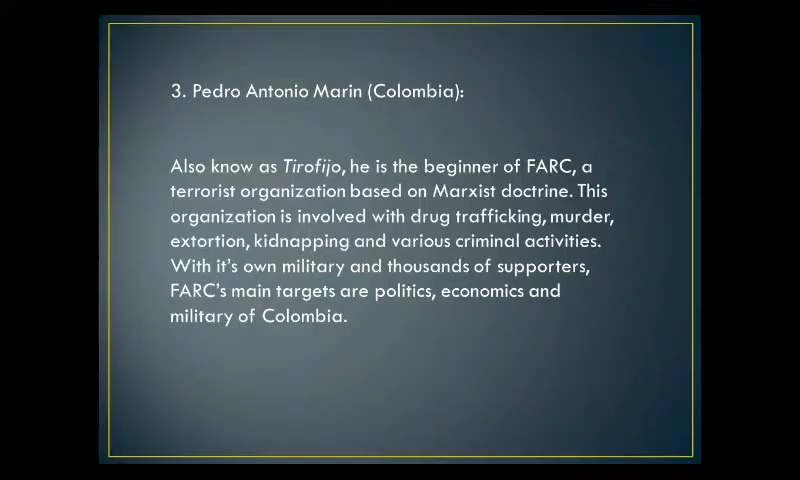 3. Pedro Antonio Marin (Colombia):
Also know as Tirofijo, he is the beginner of FARC, a
terrorist organization based on Marxist doctrine. This
organization is involved with drug trafficking, murder,
extortion, kidnapping and various criminal activities.
With it's own military and thousands of supporters,
FARC's main targets are politics, economics and
military of Colombia.